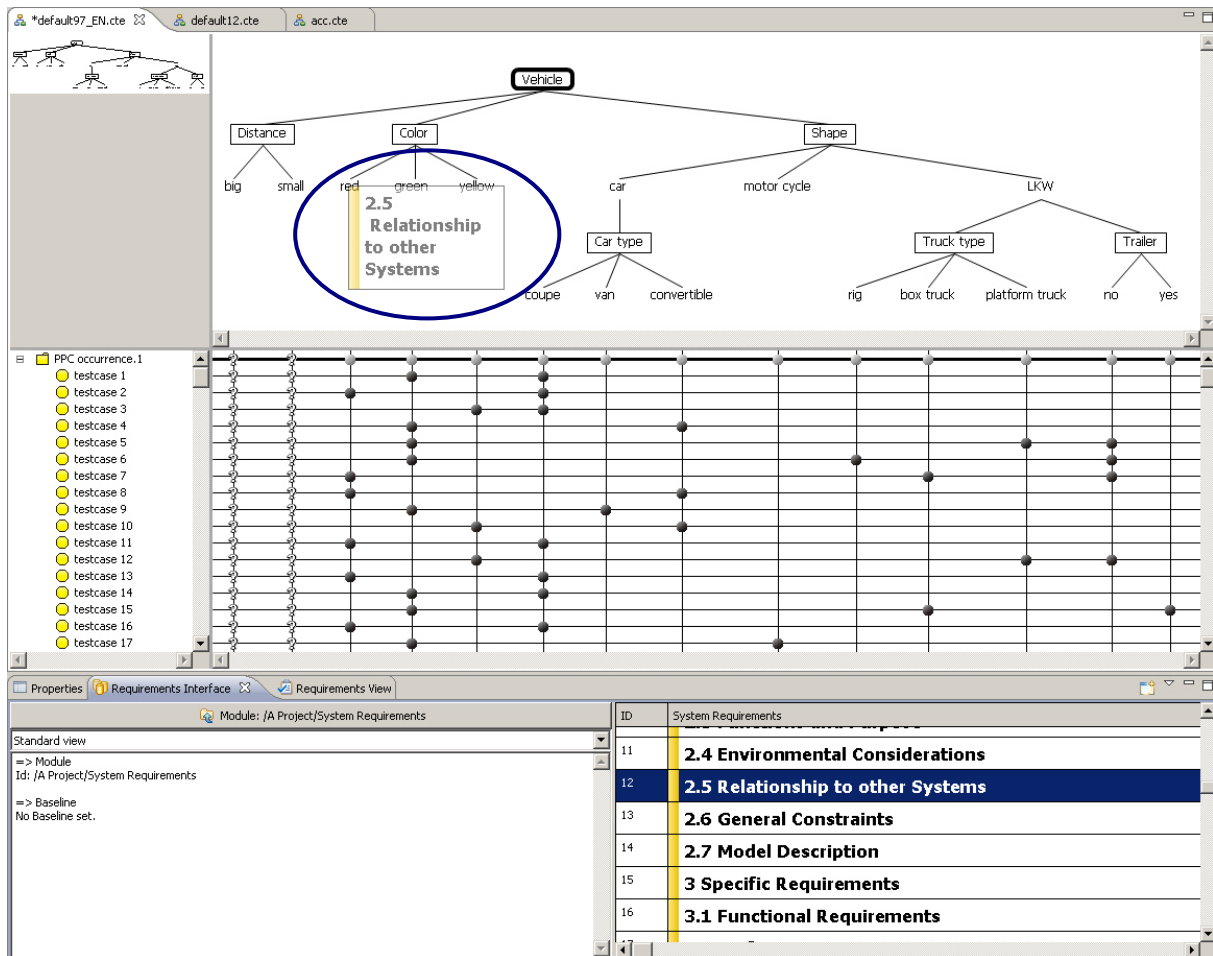 *default97_EN.cte
default12.cte
acc.cte
Vehicle
Distance
Color
Shape
big
small
red
green
yellow
car
motor cycle
LKW
2.5
Relationship
to other
Systems
Car type
Truck type
Trailer
coupe
van
convertible
rig
box truck
platform truck
no
yes
PPC occurrence.1
testcase 1
testcase 2
testcase 3
testcase 4
testcase 5
testcase 6
testcase 7
testcase 8
testcase 9
testcase 10
testcase 11
testcase 12
testcase 13
testcase 14
testcase 15
testcase 16
testcase 17
Properties
Requirements Interface
Requirements View
Module: /A Project/System Requirements
Standard view
=> Module
Id: /A Project/System Requirements
=> Baseline
No Baseline set.
ID System Requirements
11 2.4 Environmental Considerations
12 2.5 Relationship to other Systems
13 2.6 General Constraints
14 2.7 Model Description
15 3 Specific Requirements
16 3.1 Functional Requirements